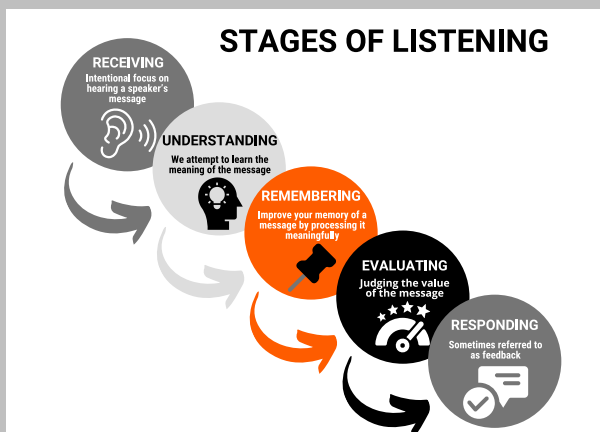 STAGES OF LISTENING
RECEIVING
Intentional focus on
hearing a speaker's
message
UNDERSTANDING
We attempt to learn the
meaning of the message
REMEMBERING
Improve your memory of a
message by processing it
meaningfully
EVALUATING
Judging the value
of the message
RESPONDING
Sometimes referred to
as feedback